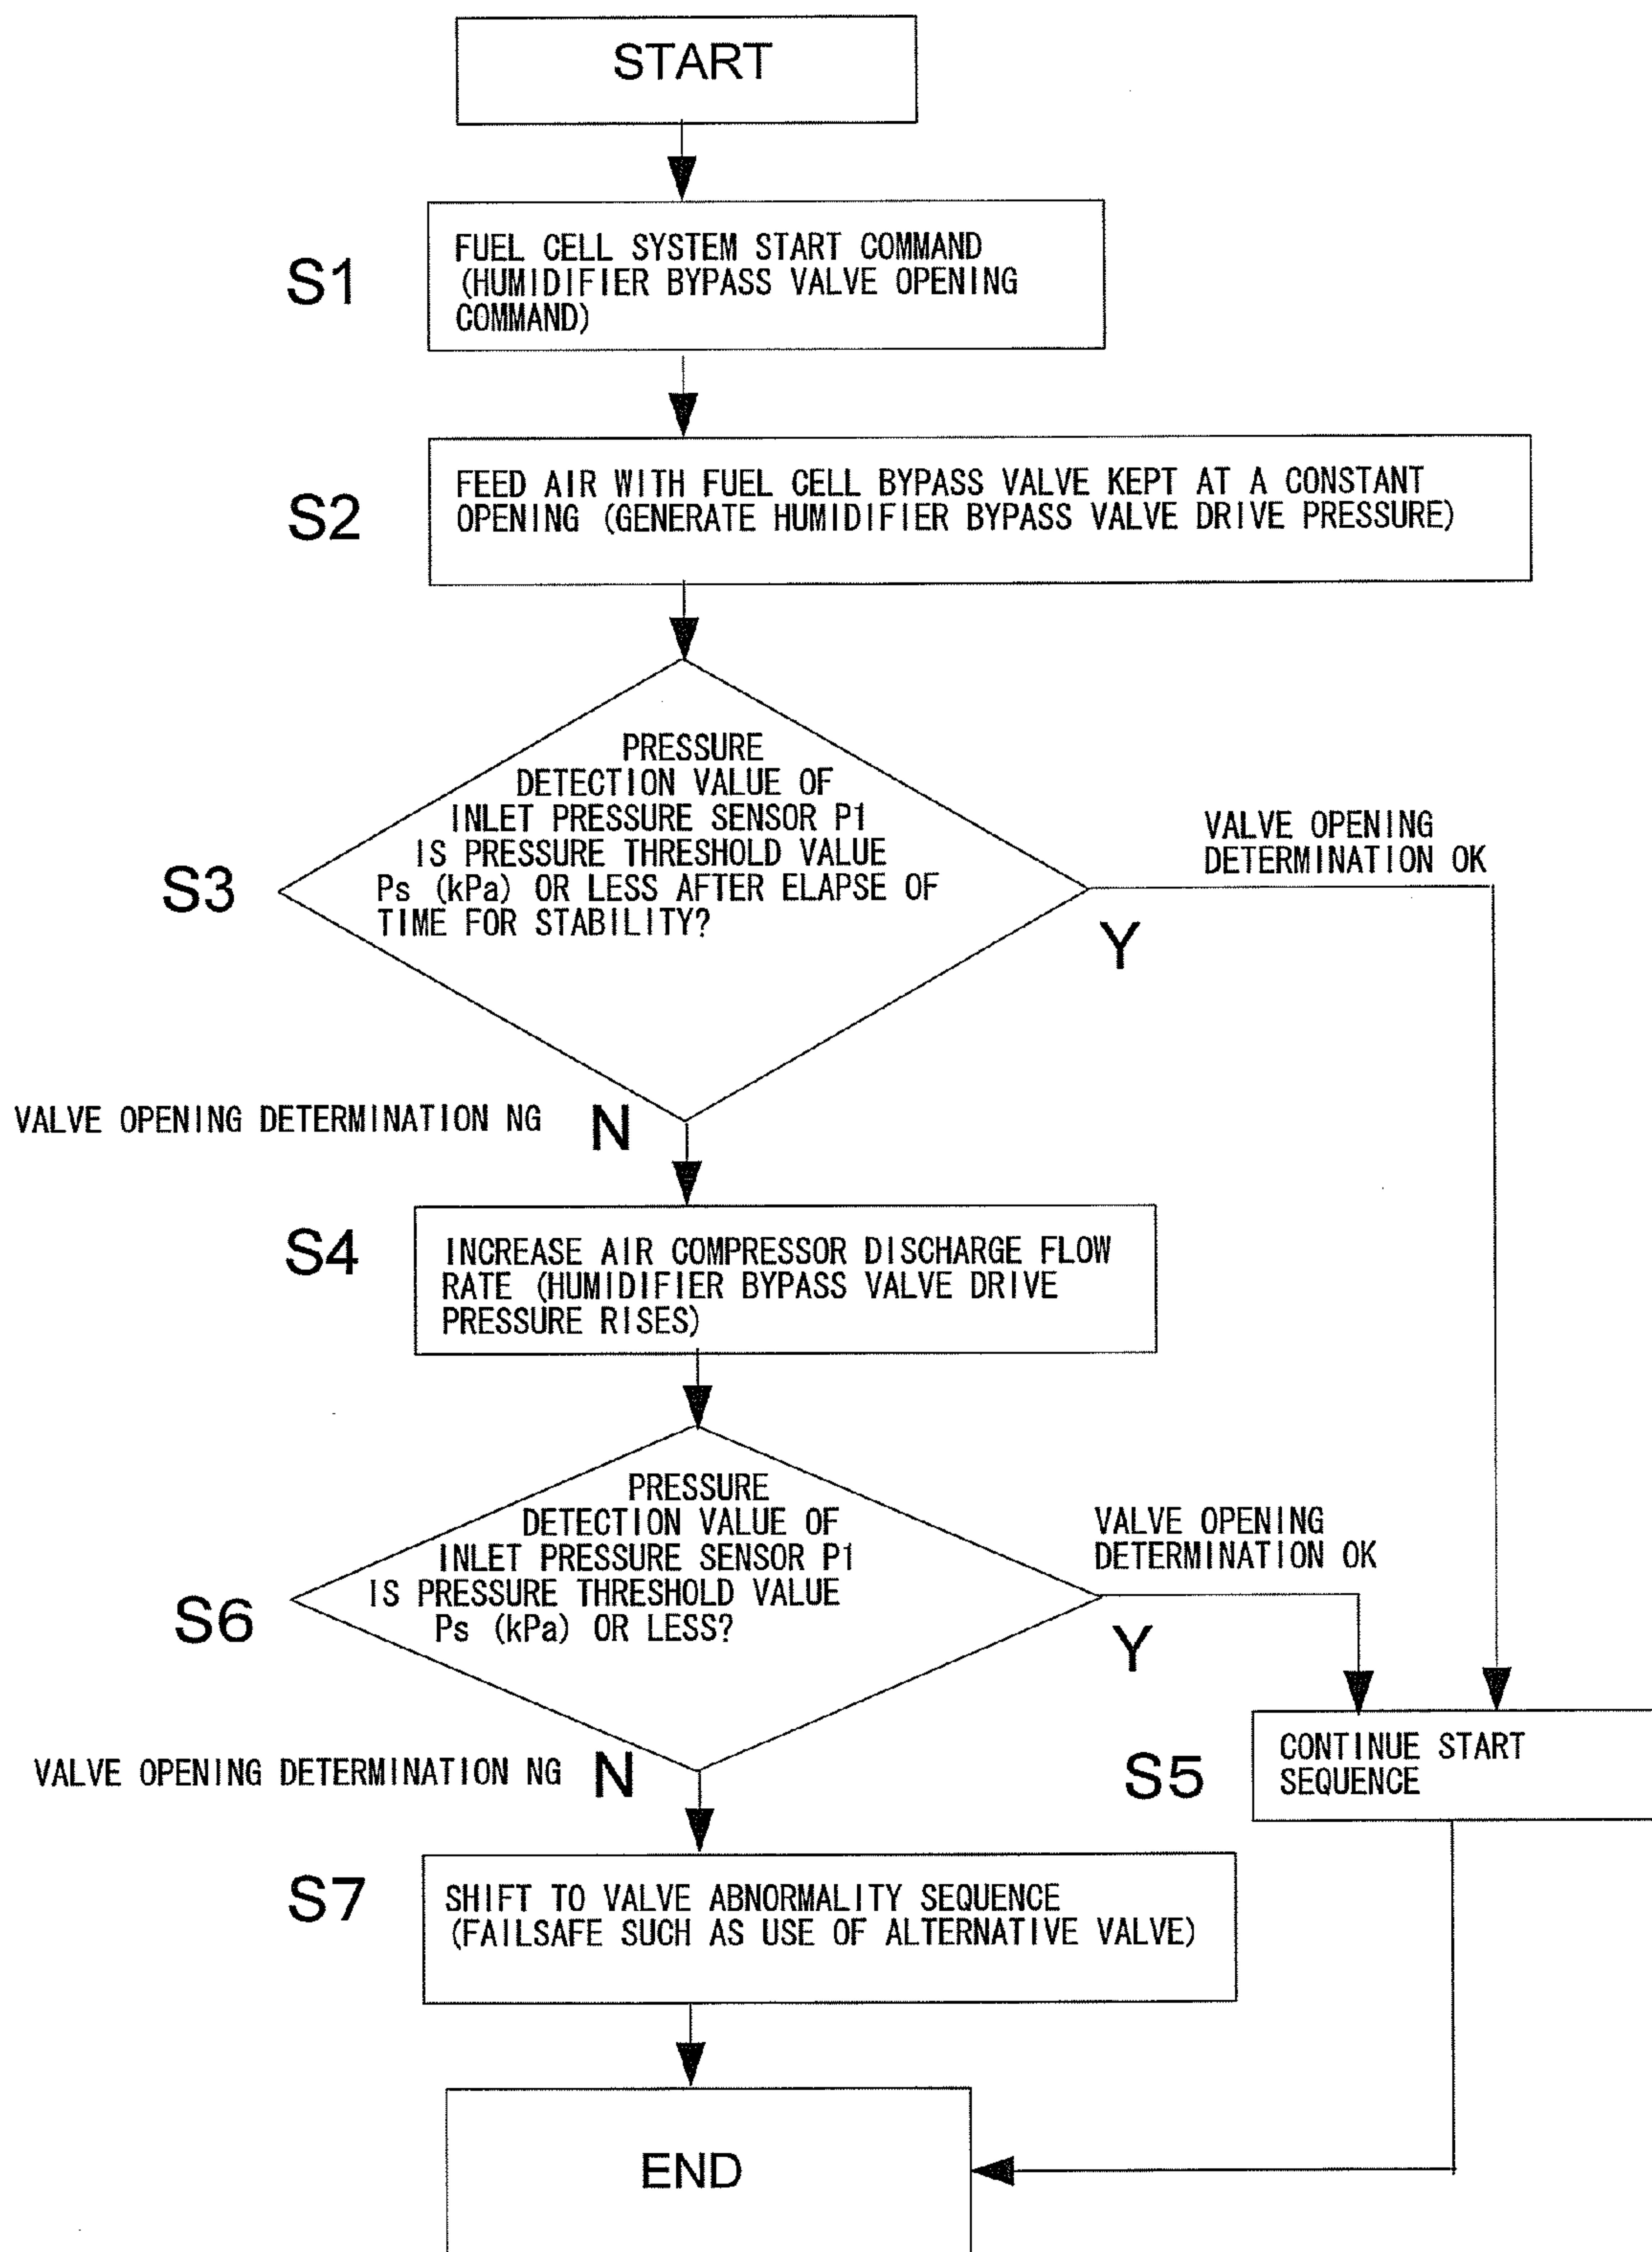 START
S1
FUEL CELL SYSTEM START COMMAND
(HUMIDIFIER BYPASS VALVE OPENING
COMMAND)
S2
FEED AIR WITH FUEL CELL BYPASS VALVE KEPT AT A CONSTANT
OPENING (GENERATE HUMIDIFIER BYPASS VALVE DRIVE PRESSURE)
S3
PRESSURE
DETECTION VALUE OF
INLET PRESSURE SENSOR P1
IS PRESSURE THRESHOLD VALUE
Ps (kPa) OR LESS AFTER ELAPSE OF
TIME FOR STABILITY?
VALVE OPENING
DETERMINATION OK
Y
VALVE OPENING DETERMINATION NG
N
S4
INCREASE AIR COMPRESSOR DISCHARGE FLOW
RATE (HUMIDIFIER BYPASS VALVE DRIVE
PRESSURE RISES)
S6
PRESSURE
DETECTION VALUE OF
INLET PRESSURE SENSOR P1
IS PRESSURE THRESHOLD VALUE
Ps (kPa) OR LESS?
VALVE OPENING
DETERMINATION OK
Y
VALVE OPENING DETERMINATION NG
N
S5
CONTINUE START
SEQUENCE
S7
SHIFT TO VALVE ABNORMALITY SEQUENCE
(FAILSAFE SUCH AS USE OF ALTERNATIVE VALVE)
END